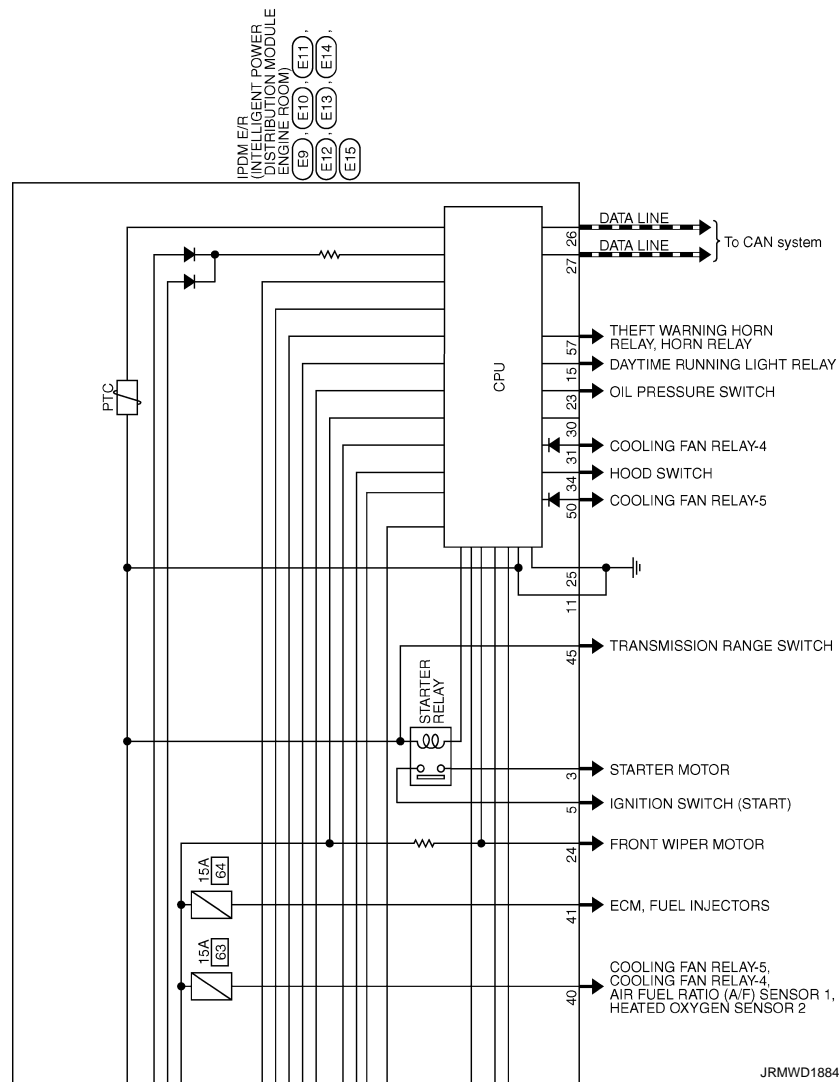 IPDM E/R
(INTELLIGENT POWER
DISTRIBUTION MODULE
ENGINE ROOM)
E9 , E10 , E11 ,
E12 , E13 , E14 ,
E15
DATA LINE
26
DATA LINE
27
To CAN system
57
THEFT WARNING HORN
RELAY, HORN RELAY
15
DAYTIME RUNNING LIGHT RELAY
CPU
23
OIL PRESSURE SWITCH
PTC
30
31
COOLING FAN RELAY-4
34
HOOD SWITCH
50
COOLING FAN RELAY-5
25
11
45
TRANSMISSION RANGE SWITCH
STARTER
RELAY
3
STARTER MOTOR
5
IGNITION SWITCH (START)
24
FRONT WIPER MOTOR
15A
64
41
ECM, FUEL INJECTORS
15A
63
40
COOLING FAN RELAY-5,
COOLING FAN RELAY-4,
AIR FUEL RATIO (A/F) SENSOR 1,
HEATED OXYGEN SENSOR 2
JRMWD1884